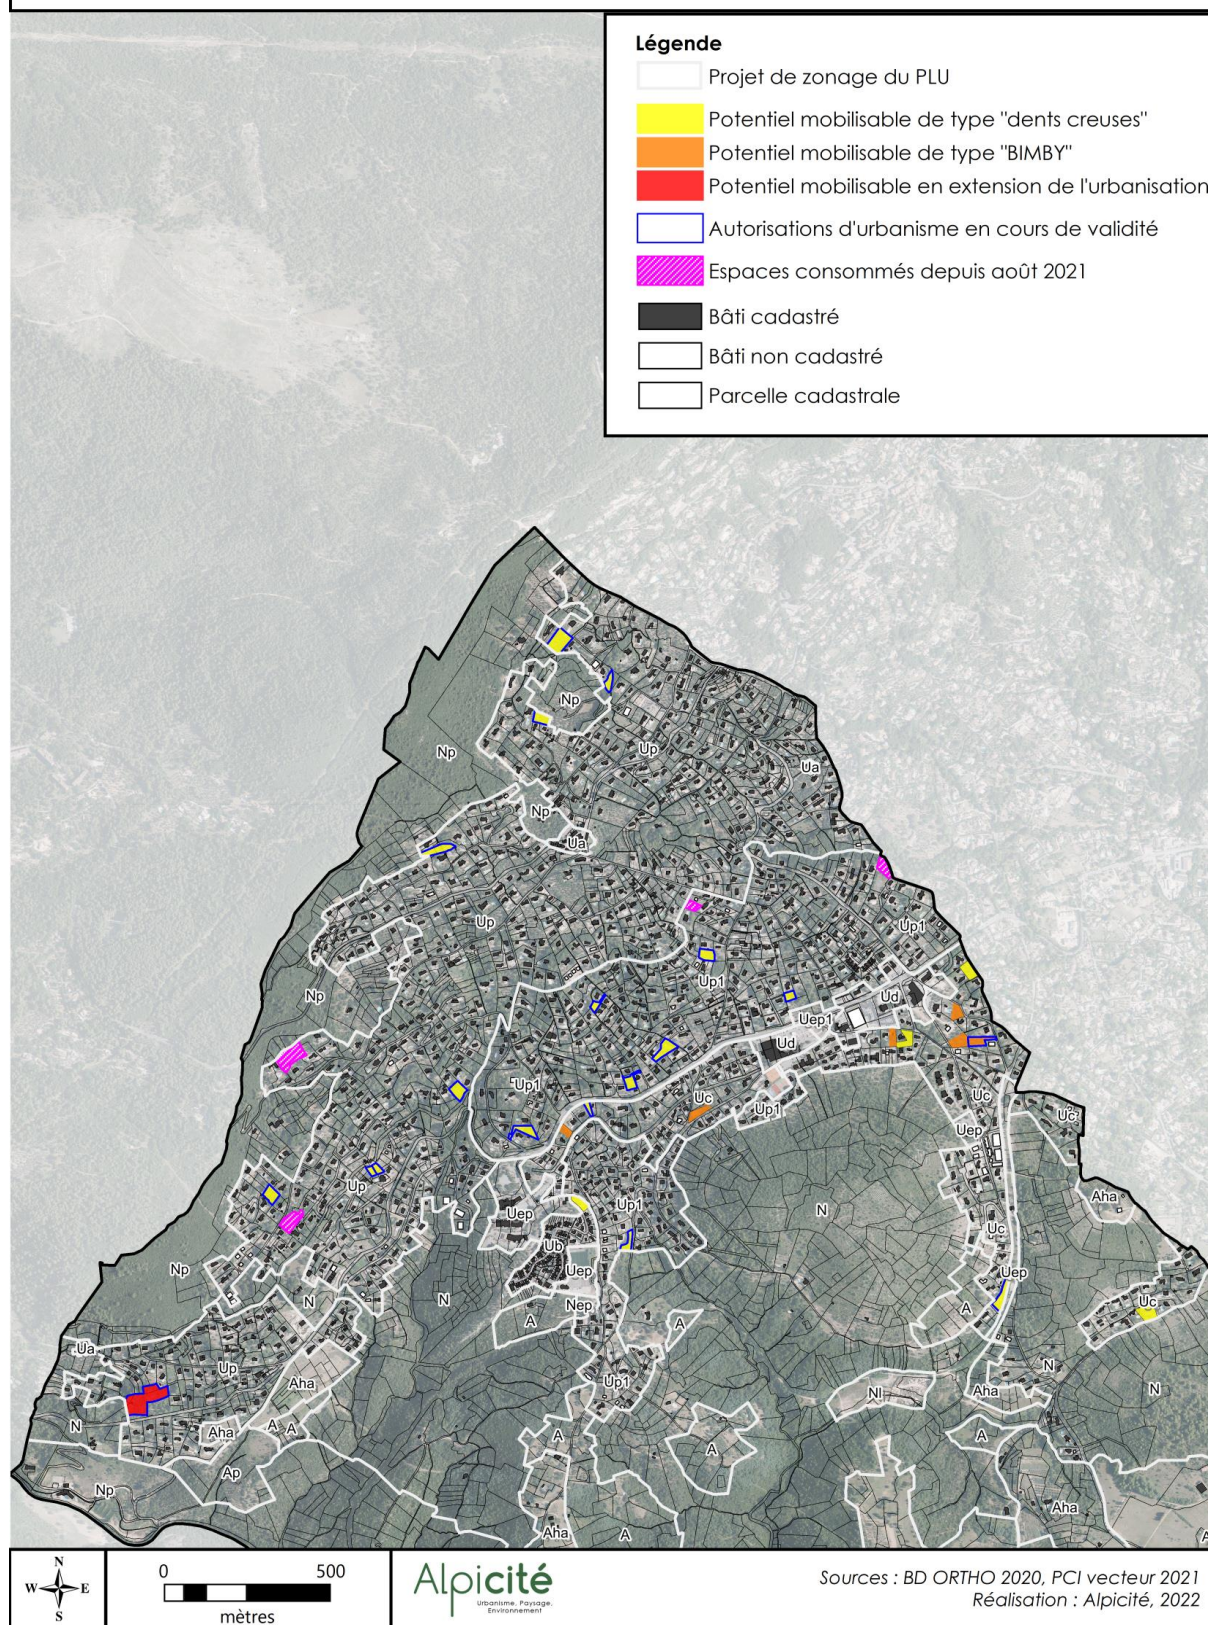 Légende
Projet de zonage du PLU
Potentiel mobilisable de type "dents creuses"
Potentiel mobilisable de type "BIMBY"
Potentiel mobilisable en extension de l'urbanisation
Autorisations d'urbanisme en cours de validité
Espaces consommés depuis août 2021
Bâti cadastré
Bâti non cadastré
Parcelle cadastrale
Np
Np
Up
Ua
Np
Ua
Up
Up1
Up1
Np
Ud
Uep1
Ud
Up1
Uc
Up1
Uc
Uc
Uep
Aha
Up
Uep
Up1
N
Uc
Ub
Uep
Np
Uep
N
N
Nep
A
Uc
A
A
Ua
Up
Aha
Up1
N
N
Nl
Aha
N
Aha
A
A
A
A
A
Ap
Np
Aha
Aha
A
A
N
W E
S
0 500
mètres
Alpicité
Urbanisme, Paysage,
Environnement
Sources : BD ORTHO 2020, PCI vecteur 2021
Réalisation : Alpicité, 2022